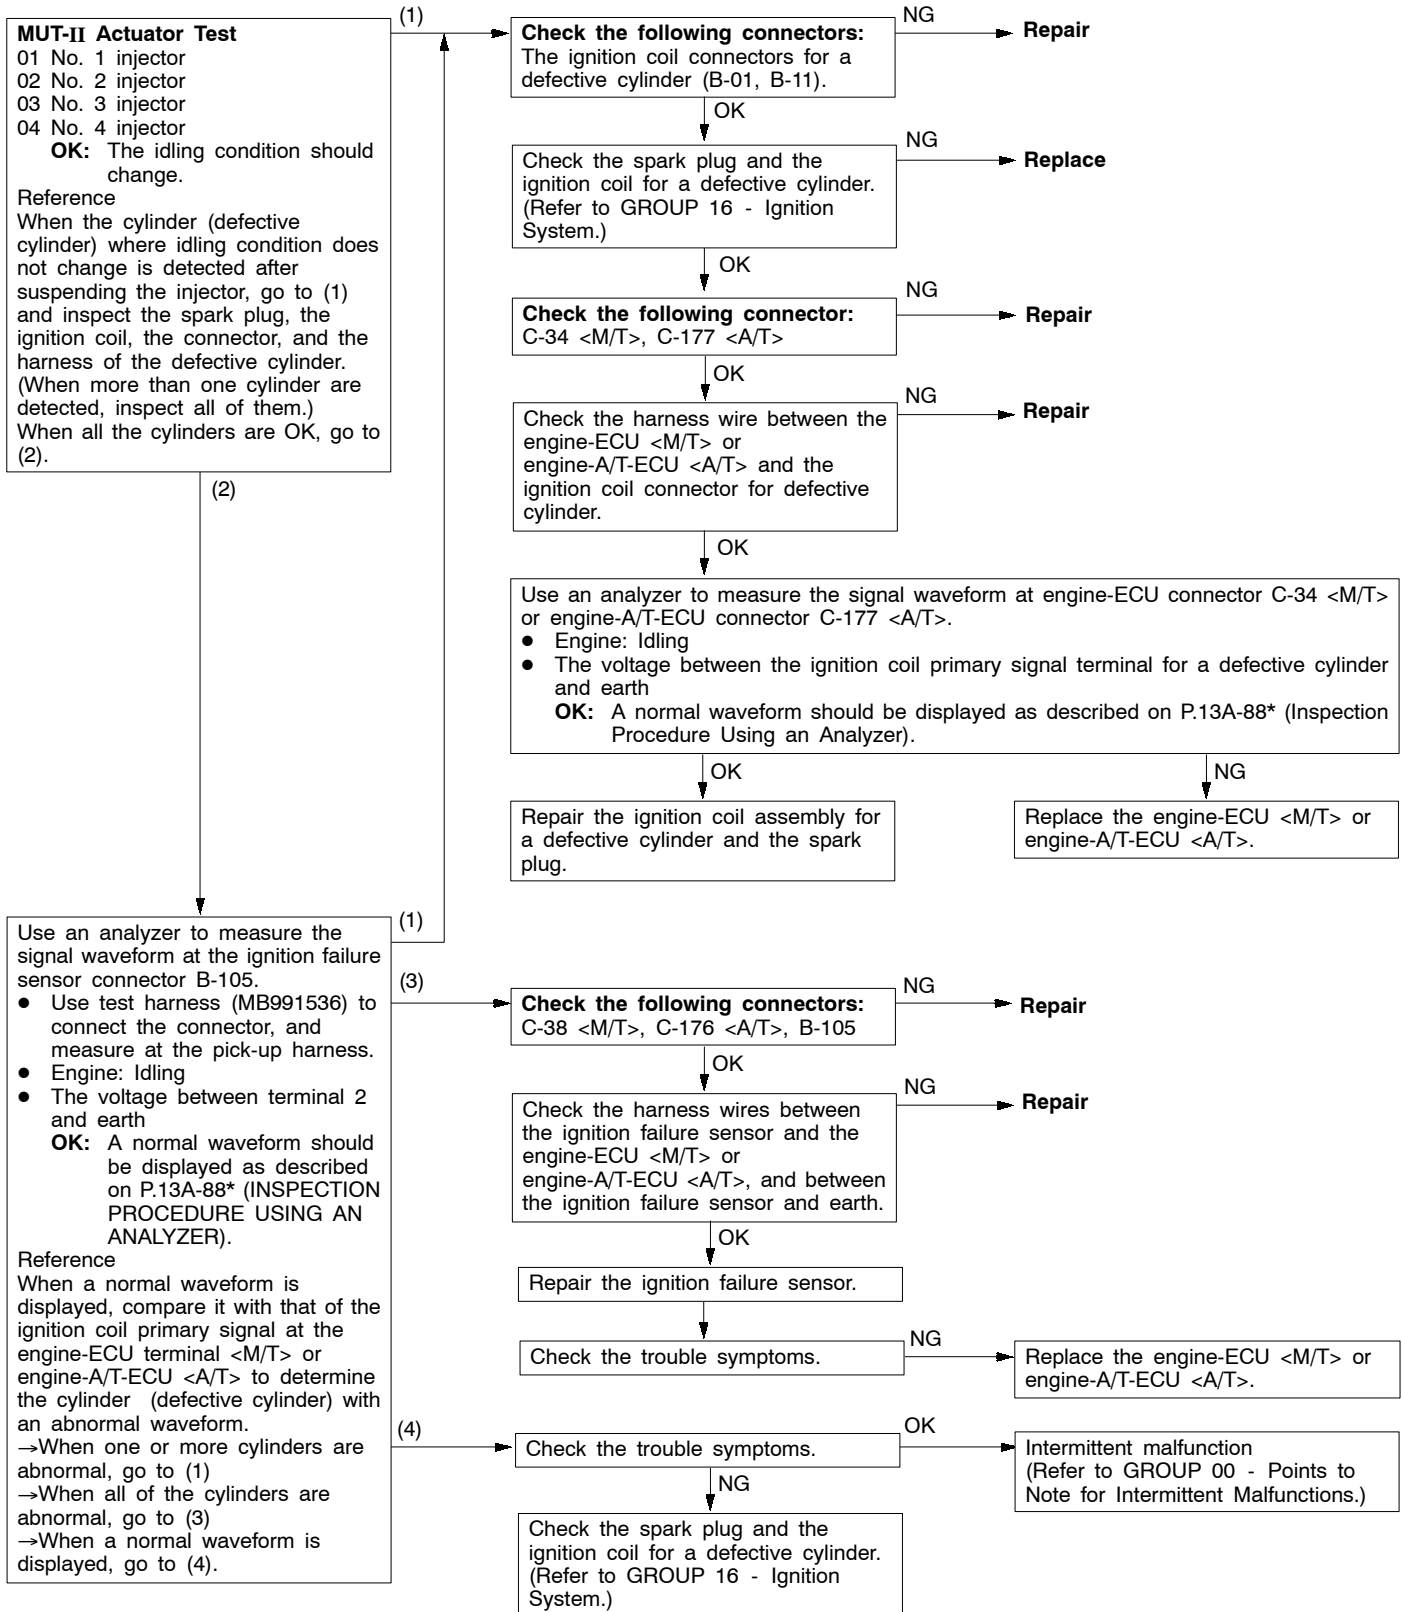 MUT-II Actuator Test
01 No. 1 injector
02 No. 2 injector
03 No. 3 injector
04 No. 4 injector
OK: The idling condition should
change.
Reference
When the cylinder (defective
cylinder) where idling condition does
not change is detected after
suspending the injector, go to (1)
and inspect the spark plug, the
ignition coil, the connector, and the
harness of the defective cylinder.
(When more than one cylinder are
detected, inspect all of them.)
When all the cylinders are OK, go to
(2).
(1)
Check the following connectors:
The ignition coil connectors for a
defective cylinder (B-01, B-11).
NG
Repair
OK
Check the spark plug and the
ignition coil for a defective cylinder.
(Refer to GROUP 16 - Ignition
System.)
NG
Replace
OK
Check the following connector:
C-34 <M/T>, C-177 <A/T>
NG
Repair
OK
Check the harness wire between the
engine-ECU <M/T> or
engine-A/T-ECU <A/T> and the
ignition coil connector for defective
cylinder.
NG
Repair
OK
Use an analyzer to measure the signal waveform at engine-ECU connector C-34 <M/T>
or engine-A/T-ECU connector C-177 <A/T>.
● Engine: Idling
● The voltage between the ignition coil primary signal terminal for a defective cylinder
and earth
OK: A normal waveform should be displayed as described on P.13A-88* (Inspection
Procedure Using an Analyzer).
OK
Repair the ignition coil assembly for
a defective cylinder and the spark
plug.
NG
Replace the engine-ECU <M/T> or
engine-A/T-ECU <A/T>.
(2)
Use an analyzer to measure the
signal waveform at the ignition failure
sensor connector B-105.
● Use test harness (MB991536) to
connect the connector, and
measure at the pick-up harness.
● Engine: Idling
● The voltage between terminal 2
and earth
OK: A normal waveform should
be displayed as described
on P.13A-88* (INSPECTION
PROCEDURE USING AN
ANALYZER).
Reference
When a normal waveform is
displayed, compare it with that of the
ignition coil primary signal at the
engine-ECU terminal <M/T> or
engine-A/T-ECU <A/T> to determine
the cylinder (defective cylinder) with
an abnormal waveform.
→When one or more cylinders are
abnormal, go to (1)
→When all of the cylinders are
abnormal, go to (3)
→When a normal waveform is
displayed, go to (4).
(1)
(3)
Check the following connectors:
C-38 <M/T>, C-176 <A/T>, B-105
NG
Repair
OK
Check the harness wires between
the ignition failure sensor and the
engine-ECU <M/T> or
engine-A/T-ECU <A/T>, and between
the ignition failure sensor and earth.
NG
Repair
OK
Repair the ignition failure sensor.
Check the trouble symptoms.
NG
Replace the engine-ECU <M/T> or
engine-A/T-ECU <A/T>.
(4)
Check the trouble symptoms.
OK
Intermittent malfunction
(Refer to GROUP 00 - Points to
Note for Intermittent Malfunctions.)
NG
Check the spark plug and the
ignition coil for a defective cylinder.
(Refer to GROUP 16 - Ignition
System.)